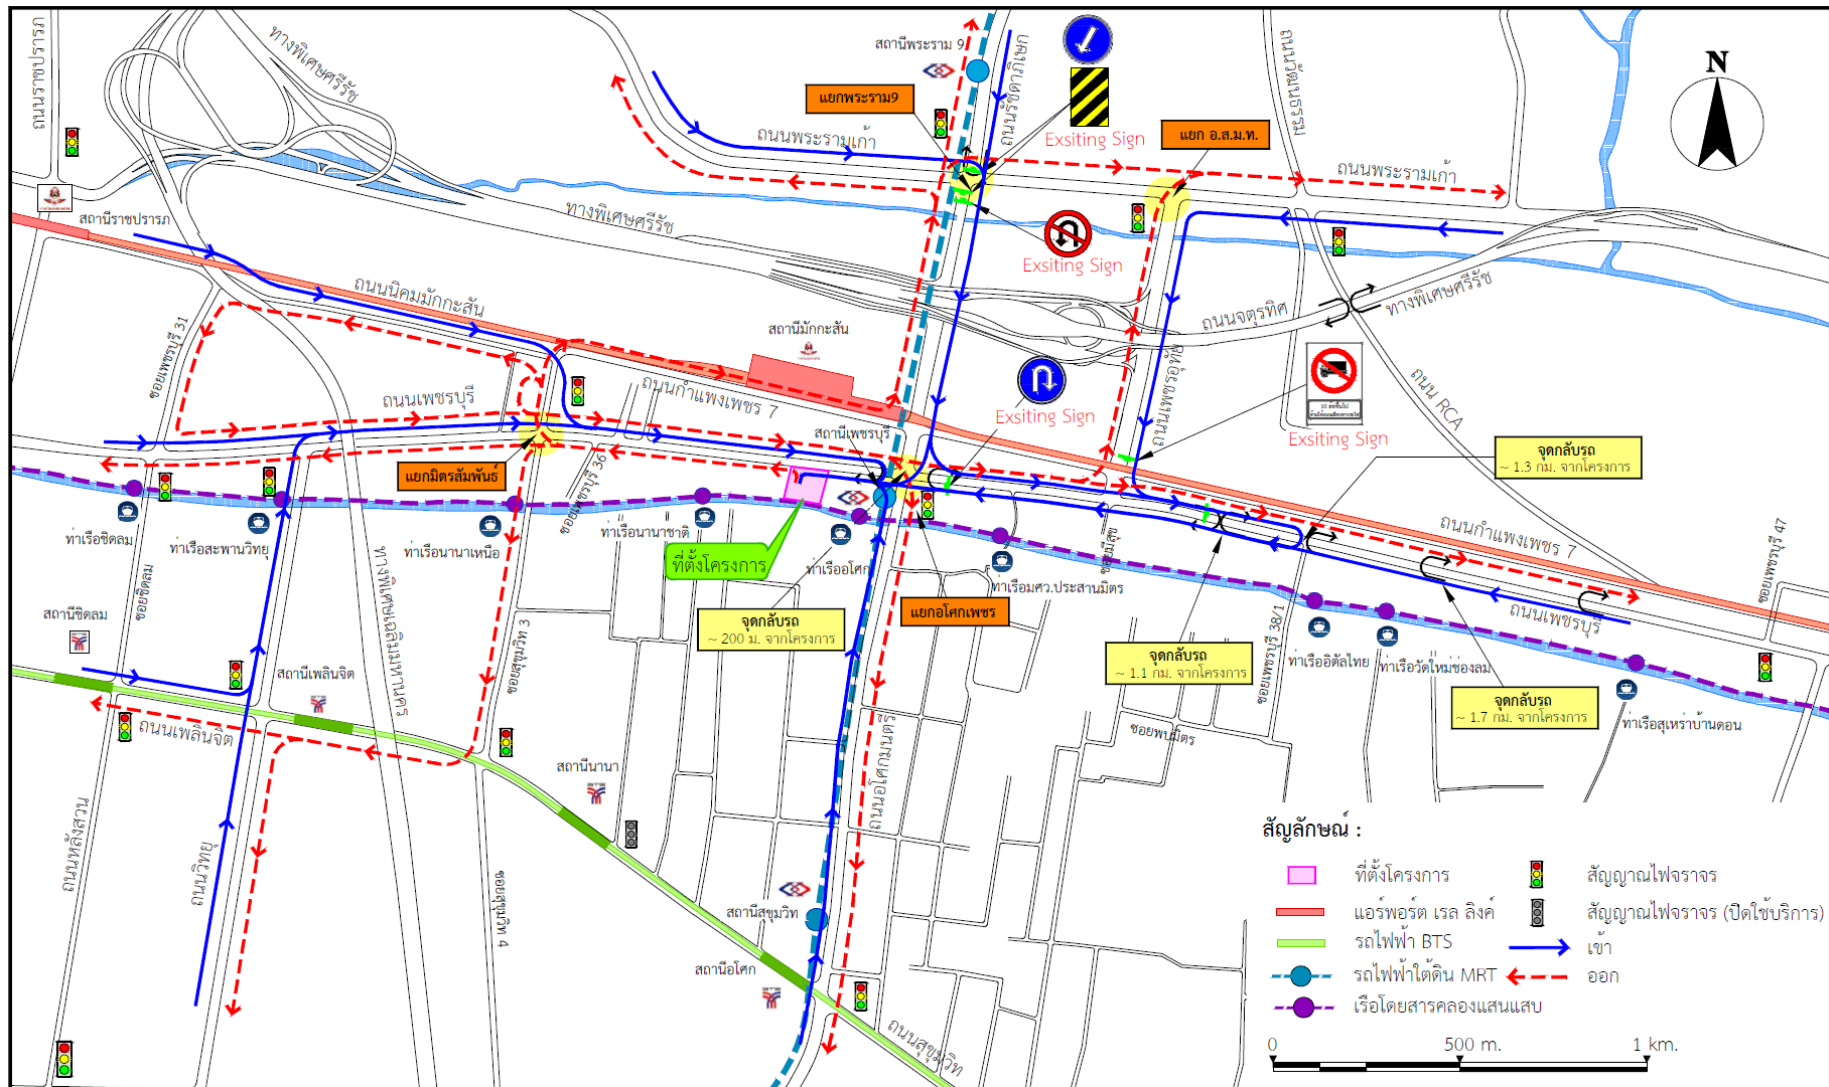 ถนนราชปรารภ
ทางพิเศษศรีรัช
สถานีพระราม 9
ถนนรัชดาภิเษก
ถนนวัฒนธรรม
N
แยกพระราม9
Exsiting Sign
แยก อ.ส.ม.ท.
ถนนพระรามเก้า
ถนนพระรามเก้า
สถานีราชปรารภ
ทางพิเศษศรีรัช
Exsiting Sign
ถนนนิคมมักกะสัน
ถนนจตุรทิศ
ทางพิเศษศรีรัช
ซอยเพชรบุรี 31
สถานีมักกะสัน
ถนนเพชรอุทัย
ถนน RCA
ถนนเพชรบุรี
ถนนกำแพงเพชร 7
Exsiting Sign
Exsiting Sign
สถานีเพชรบุรี
จุดกลับรถ
~ 1.3 กม. จากโครงการ
แยกมิตรสัมพันธ์
ซอยเพชรบุรี 36
ท่าเรือชิดลม
ท่าเรือสะพานวิทยุ
ท่าเรือนานาเหนือ
ท่าเรือนานาชาติ
ที่ตั้งโครงการ
ท่าเรืออโศก
ท่าเรือมศว.ประสานมิตร
ซอยมีสุข
ถนนกำแพงเพชร 7
ซอยเพชรบุรี 47
ซอยชิดลม
ทางพิเศษเฉลิมมหานคร
สถานีชิดลม
จุดกลับรถ
~ 200 ม. จากโครงการ
แยกอโศกเพชร
ถนนเพชรบุรี
ซอยสุขุมวิท 3
ซอยเพชรบุรี 38/1
จุดกลับรถ
~ 1.1 กม. จากโครงการ
ท่าเรืออิตัลไทย
ท่าเรือวัดใหม่ช่องลม
สถานีเพลินจิต
จุดกลับรถ
~ 1.7 กม. จากโครงการ
ท่าเรือสุเหร่าบ้านดอน
ถนนเพลินจิต
ซอยพบมิตร
สถานีนานา
ถนนอโศกมนตรี
ถนนหลังสวน
ถนนวิทยุ
ซอยสุขุมวิท 4
สถานีสุขุมวิท
สถานีอโศก
ถนนสุขุมวิท
สัญลักษณ์ :
ที่ตั้งโครงการ
สัญญาณไฟจราจร
แอร์พอร์ต เรล ลิงค์
สัญญาณไฟจราจร (ปิดใช้บริการ)
รถไฟฟ้า BTS
เข้า
รถไฟฟ้าใต้ดิน MRT
ออก
เรือโดยสารคลองแสนแสบ
0 500 m. 1 km.